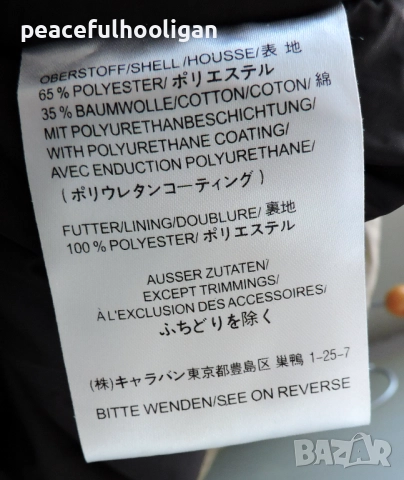 peacefulhooligan
OBERSTOFF/SHELL/HOUSSE/表 地
65 % POLYESTER/ ポリエステル
35 % BAUMWOLLE/COTTON/COTON/ 綿
MIT POLYURETHANBESCHICHTUNG/
WITH POLYURETHANE COATING/
AVEC ENDUCTION POLYURETHANE/
( ポリウレタンコーティング )
FUTTER/LINING/DOUBLURE/ 裏地
100 % POLYESTER/ ポリエステル
AUSSER ZUTATEN/
EXCEPT TRIMMINGS/
À L'EXCLUSION DES ACCESSOIRES/
ふちどりを除く
(株)キャラバン東京都豊島区 巣鴨 1-25-7
BITTE WENDEN/SEE ON REVERSE
BAZAR